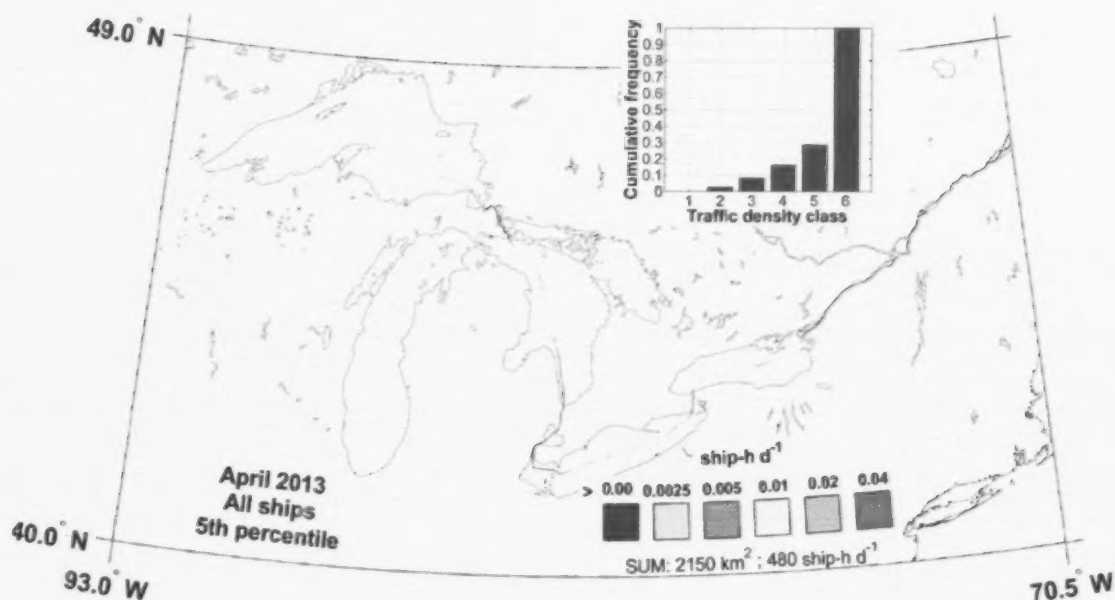 49.0° N
Cumulative frequency
1
0.9
0.8
0.7
0.6
0.5
0.4
0.3
0.2
0.1
0
1 2 3 4 5 6
Traffic density class
April 2013
All ships
5th percentile
ship-h d⁻¹
> 0.00 0.0025 0.005 0.01 0.02 0.04
SUM: 2150 km² ; 480 ship-h d⁻¹
40.0° N
93.0° W
70.5° W